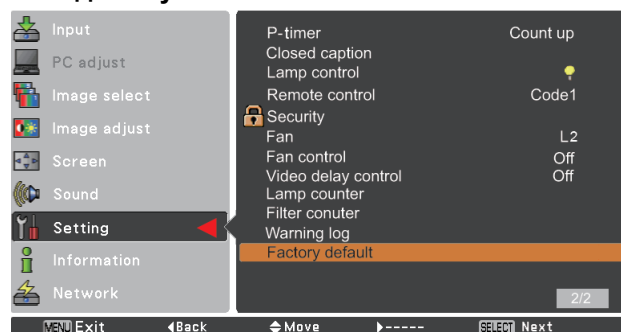 Input
PC adjust
Image select
Image adjust
Screen
Sound
Setting
Information
Network
P-timer Count up
Closed caption
Lamp control
Remote control Code1
Security
Fan L2
Fan control Off
Video delay control Off
Lamp counter
Filter conuter
Warning log
Factory default
2/2
MENU Exit Back Move ----- SELECT Next